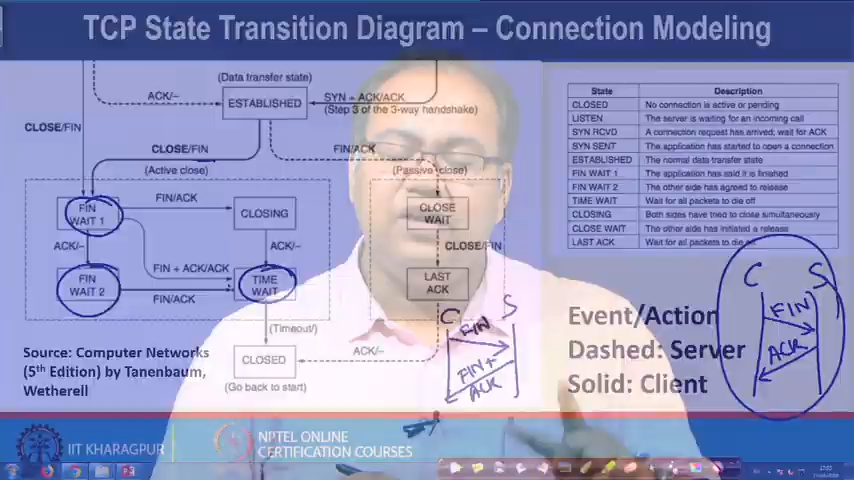 TCP State Transition Diagram – Connection Modeling
(Data transfer state)
ACK/–
ESTABLISHED
SYN + ACK/ACK
(Step 3 of the 3-way handshake)
CLOSE/FIN
CLOSE/FIN
FIN/ACK
(Active close)
(Passive close)
FIN
WAIT 1
FIN/ACK
CLOSING
CLOSE
WAIT
ACK/–
ACK/–
CLOSE/FIN
FIN + ACK/ACK
FIN
WAIT 2
FIN/ACK
TIME
WAIT
LAST
ACK
(Timeout/)
CLOSED
ACK/–
(Go back to start)
Source: Computer Networks
(5th Edition) by Tanenbaum,
Wetherell
C S
FIN
FIN+
ACK
State Description
CLOSED No connection is active or pending
LISTEN The server is waiting for an incoming call
SYN RCVD A connection request has arrived; wait for ACK
SYN SENT The application has started to open a connection
ESTABLISHED The normal data transfer state
FIN WAIT 1 The application has said it is finished
FIN WAIT 2 The other side has agreed to release
TIME WAIT Wait for all packets to die off
CLOSING Both sides have tried to close simultaneously
CLOSE WAIT The other side has initiated a release
LAST ACK Wait for all packets to die off
Event/Action
Dashed: Server
Solid: Client
C S
FIN
ACK
IIT KHARAGPUR
NPTEL ONLINE
CERTIFICATION COURSES